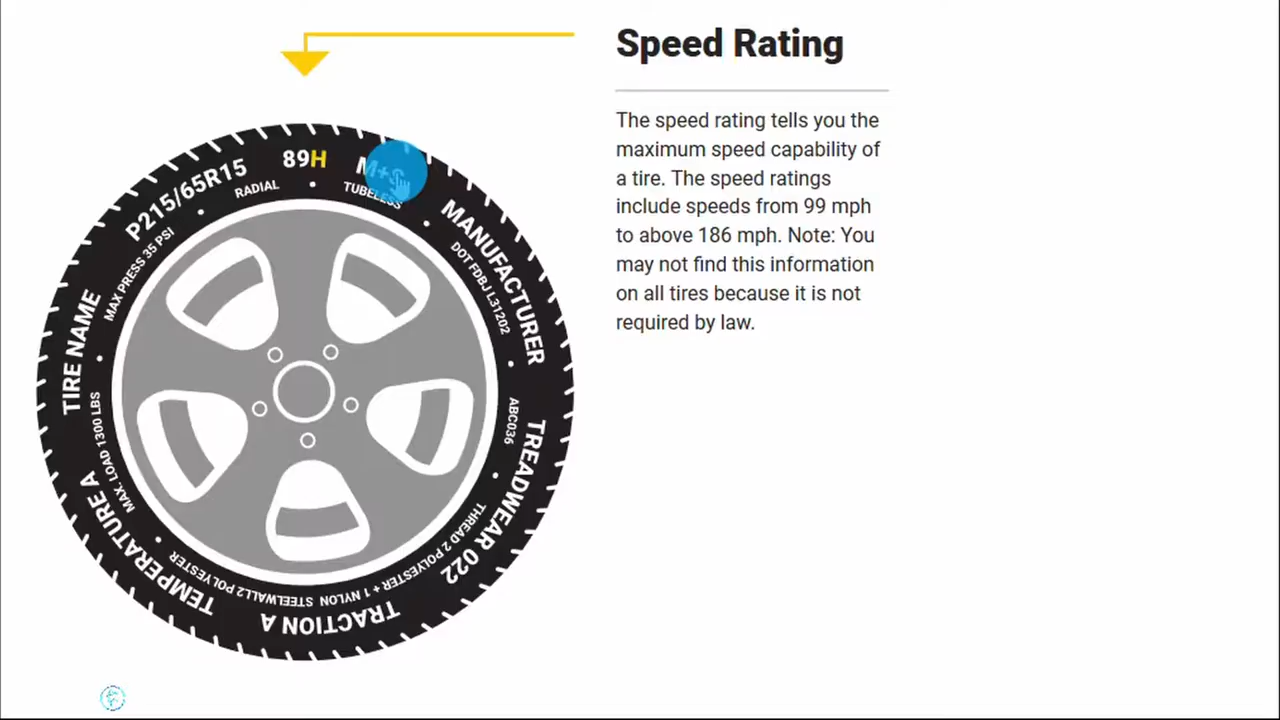 Speed Rating
The speed rating tells you the
maximum speed capability of
a tire. The speed ratings
include speeds from 99 mph
to above 186 mph. Note: You
may not find this information
on all tires because it is not
required by law.
P215/65R15
89H
M+S
MANUFACTURER
TREADWEAR 022
TRACTION A
TEMPERATURE A
TIRE NAME
MAX PRESS 35 PSI
RADIAL
TUBELESS
DOT FDBJ L31202
ABC036
THREAD 2 POLYESTER + 1 NYLON
STEELWALL2 POLYESTER
MAX. LOAD 1300 LBS